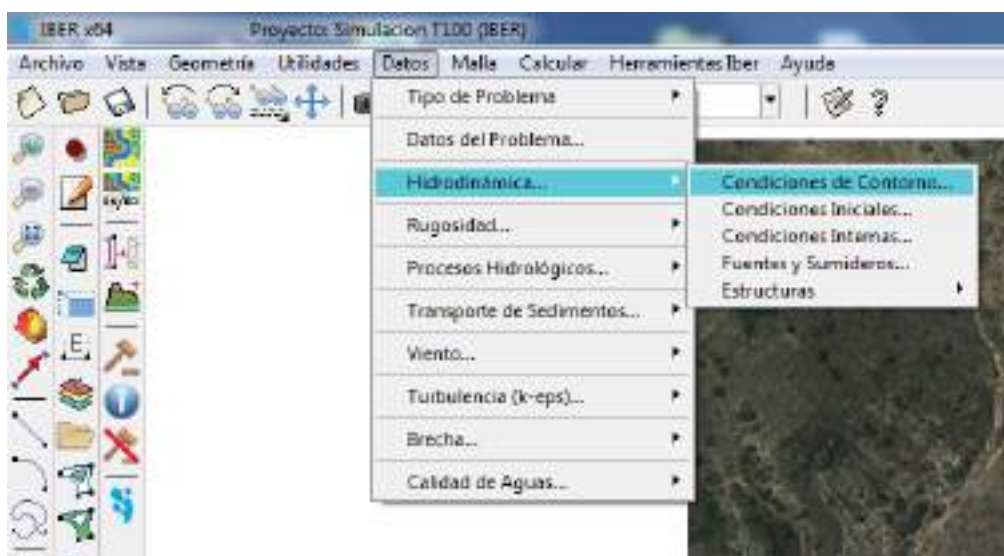 IBER x64 Proyecto: Simulacion T100 (IBER)
Archivo Vista Geometría Utilidades Datos Malla Calcular Herramientas Iber Ayuda
Tipo de Problema
Datos del Problema...
Hidrodinámica...
Condiciones de Contorno...
Condiciones Iniciales...
Condiciones Internas...
Fuentes y Sumideros...
Estructuras
Rugosidad...
Procesos Hidrológicos...
Transporte de Sedimentos...
Viento...
Turbulencia (k-eps)...
Brecha...
Calidad de Aguas...
E